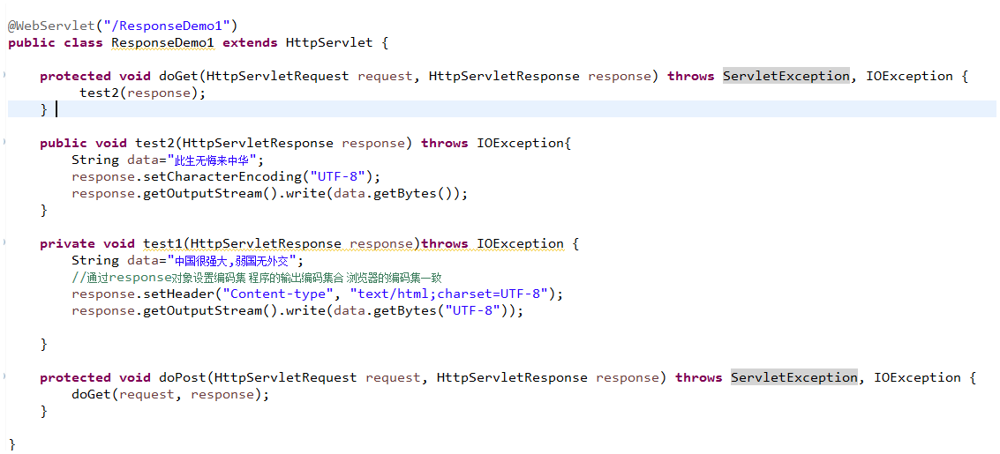 @WebServlet("/ResponseDemo1")
public class ResponseDemo1 extends HttpServlet {
protected void doGet(HttpServletRequest request, HttpServletResponse response) throws ServletException, IOException {
test2(response);
}
public void test2(HttpServletResponse response) throws IOException{
String data="此生无悔来中华";
response.setCharacterEncoding("UTF-8");
response.getOutputStream().write(data.getBytes());
}
private void test1(HttpServletResponse response)throws IOException {
String data="中国很强大,弱国无外交";
//通过response对象设置编码集 程序的输出编码集合 浏览器的编码集一致
response.setHeader("Content-type", "text/html;charset=UTF-8");
response.getOutputStream().write(data.getBytes("UTF-8"));
}
protected void doPost(HttpServletRequest request, HttpServletResponse response) throws ServletException, IOException {
doGet(request, response);
}
}